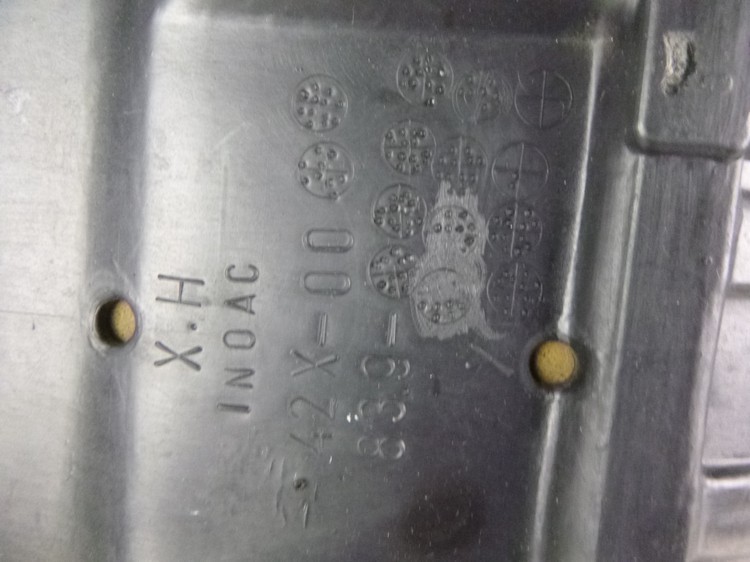 X.H
INOAC
42X-00
839-